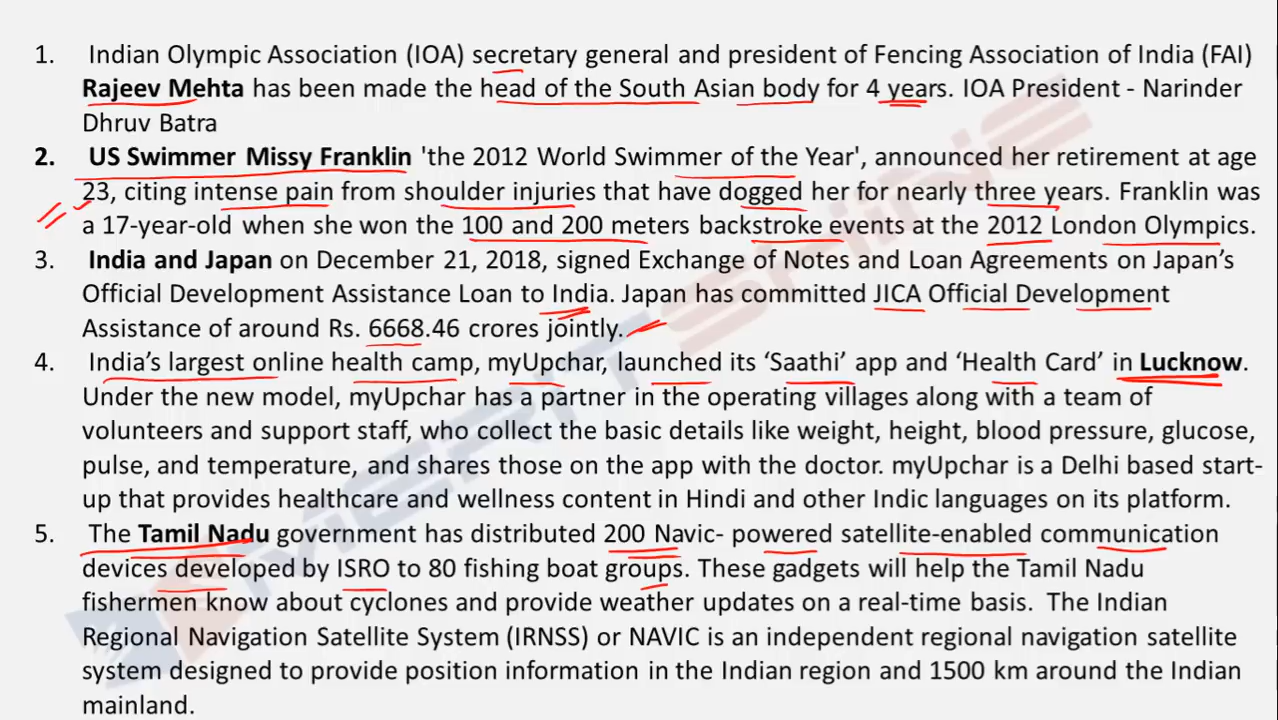 1. Indian Olympic Association (IOA) secretary general and president of Fencing Association of India (FAI)
Rajeev Mehta has been made the head of the South Asian body for 4 years. IOA President - Narinder
Dhruv Batra
2. US Swimmer Missy Franklin 'the 2012 World Swimmer of the Year', announced her retirement at age
23, citing intense pain from shoulder injuries that have dogged her for nearly three years. Franklin was
a 17-year-old when she won the 100 and 200 meters backstroke events at the 2012 London Olympics.
3. India and Japan on December 21, 2018, signed Exchange of Notes and Loan Agreements on Japan’s
Official Development Assistance Loan to India. Japan has committed JICA Official Development
Assistance of around Rs. 6668.46 crores jointly.
4. India’s largest online health camp, myUpchar, launched its ‘Saathi’ app and ‘Health Card’ in Lucknow.
Under the new model, myUpchar has a partner in the operating villages along with a team of
volunteers and support staff, who collect the basic details like weight, height, blood pressure, glucose,
pulse, and temperature, and shares those on the app with the doctor. myUpchar is a Delhi based start-
up that provides healthcare and wellness content in Hindi and other Indic languages on its platform.
5. The Tamil Nadu government has distributed 200 Navic- powered satellite-enabled communication
devices developed by ISRO to 80 fishing boat groups. These gadgets will help the Tamil Nadu
fishermen know about cyclones and provide weather updates on a real-time basis. The Indian
Regional Navigation Satellite System (IRNSS) or NAVIC is an independent regional navigation satellite
system designed to provide position information in the Indian region and 1500 km around the Indian
mainland.
MERITSPINE